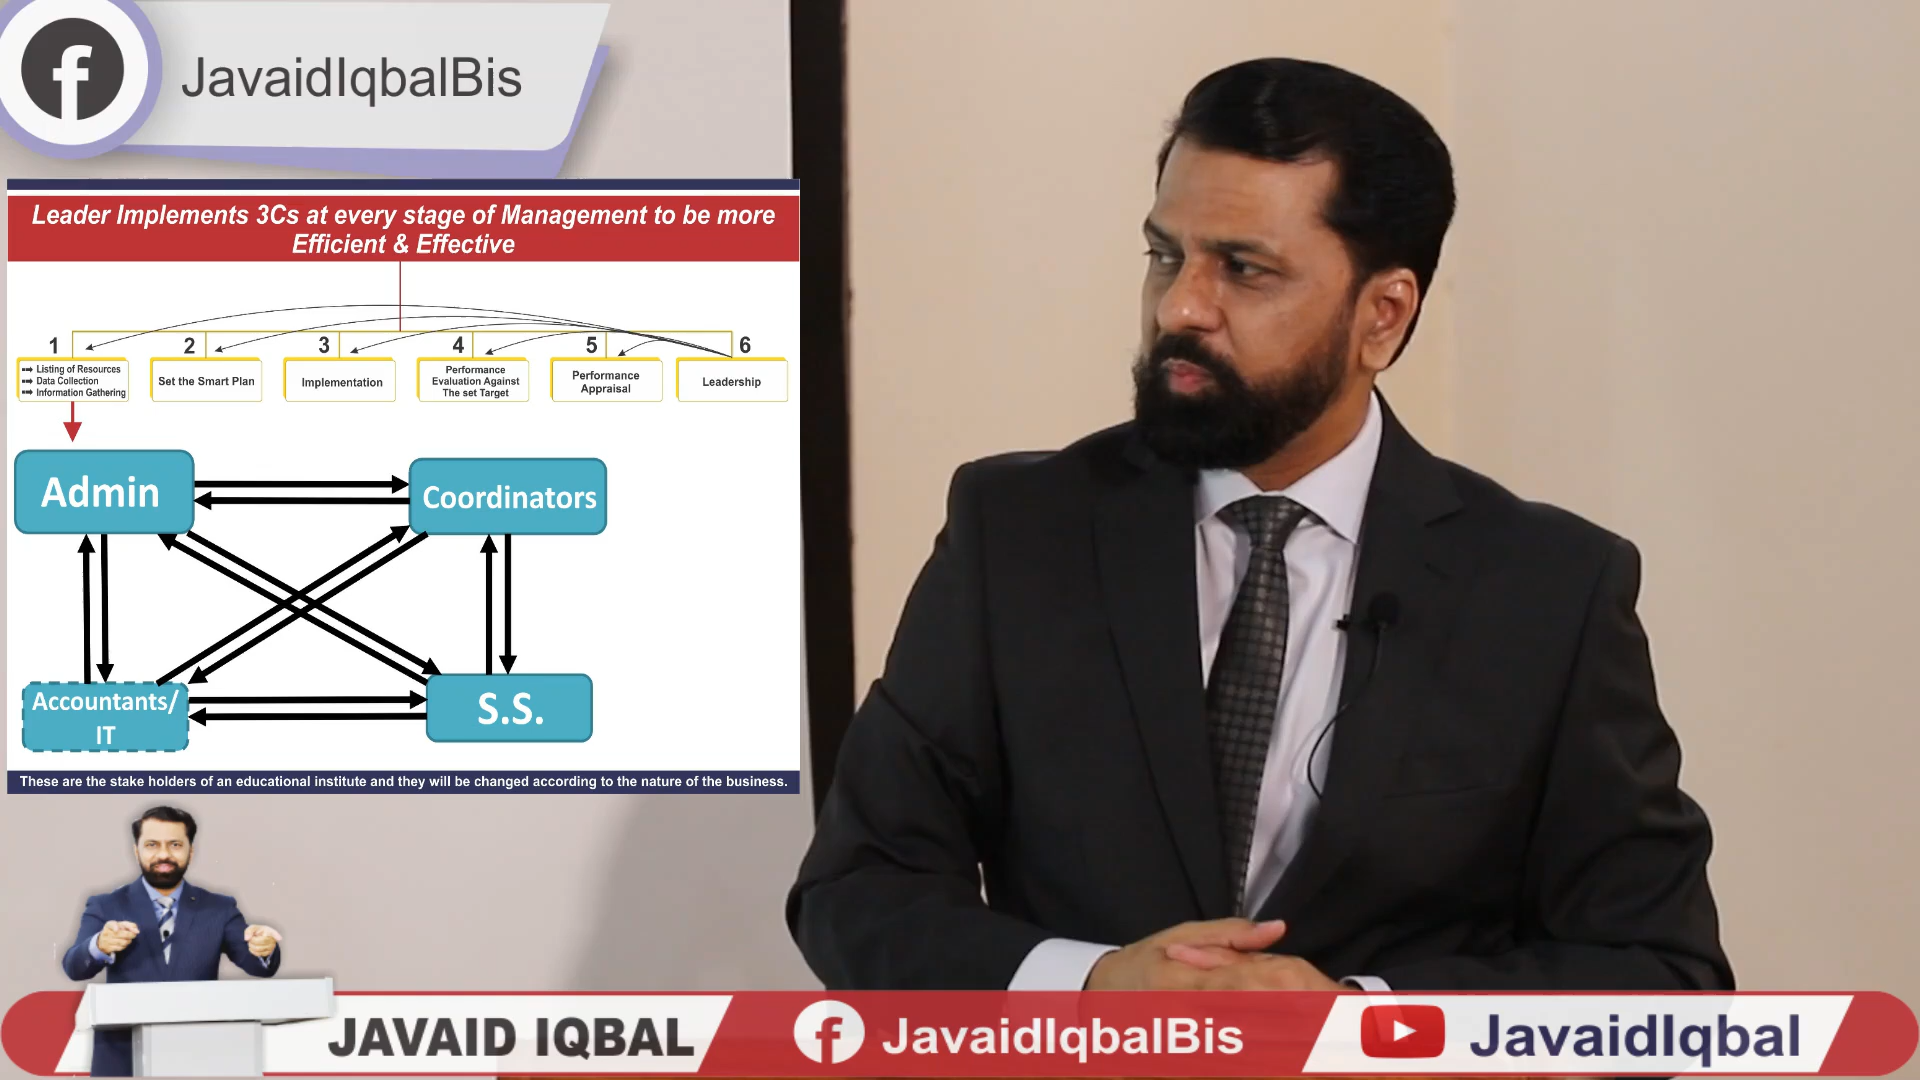 JavaidIqbalBis
Leader Implements 3Cs at every stage of Management to be more
Efficient & Effective
1
2
3
4
5
6
Listing of Resources
Data Collection
Information Gathering
Set the Smart Plan
Implementation
Performance
Evaluation Against
The set Target
Performance
Appraisal
Leadership
Admin
Coordinators
Accountants/
IT
S.S.
These are the stake holders of an educational institute and they will be changed according to the nature of the business.
JAVAID IQBAL
JavaidIqbalBis
JavaidIqbal